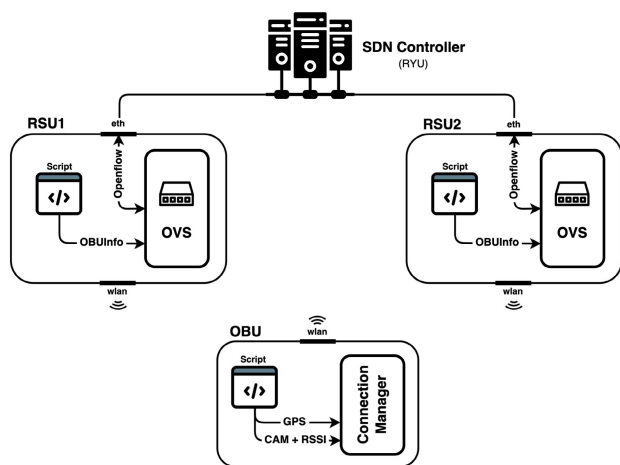 SDN Controller
(RYU)
RSU1
eth
Script
</>
Openflow
OVS
OBUInfo
wlan
RSU2
eth
Script
</>
Openflow
OVS
OBUInfo
wlan
OBU
wlan
Script
</>
GPS
CAM + RSSI
Connection
Manager